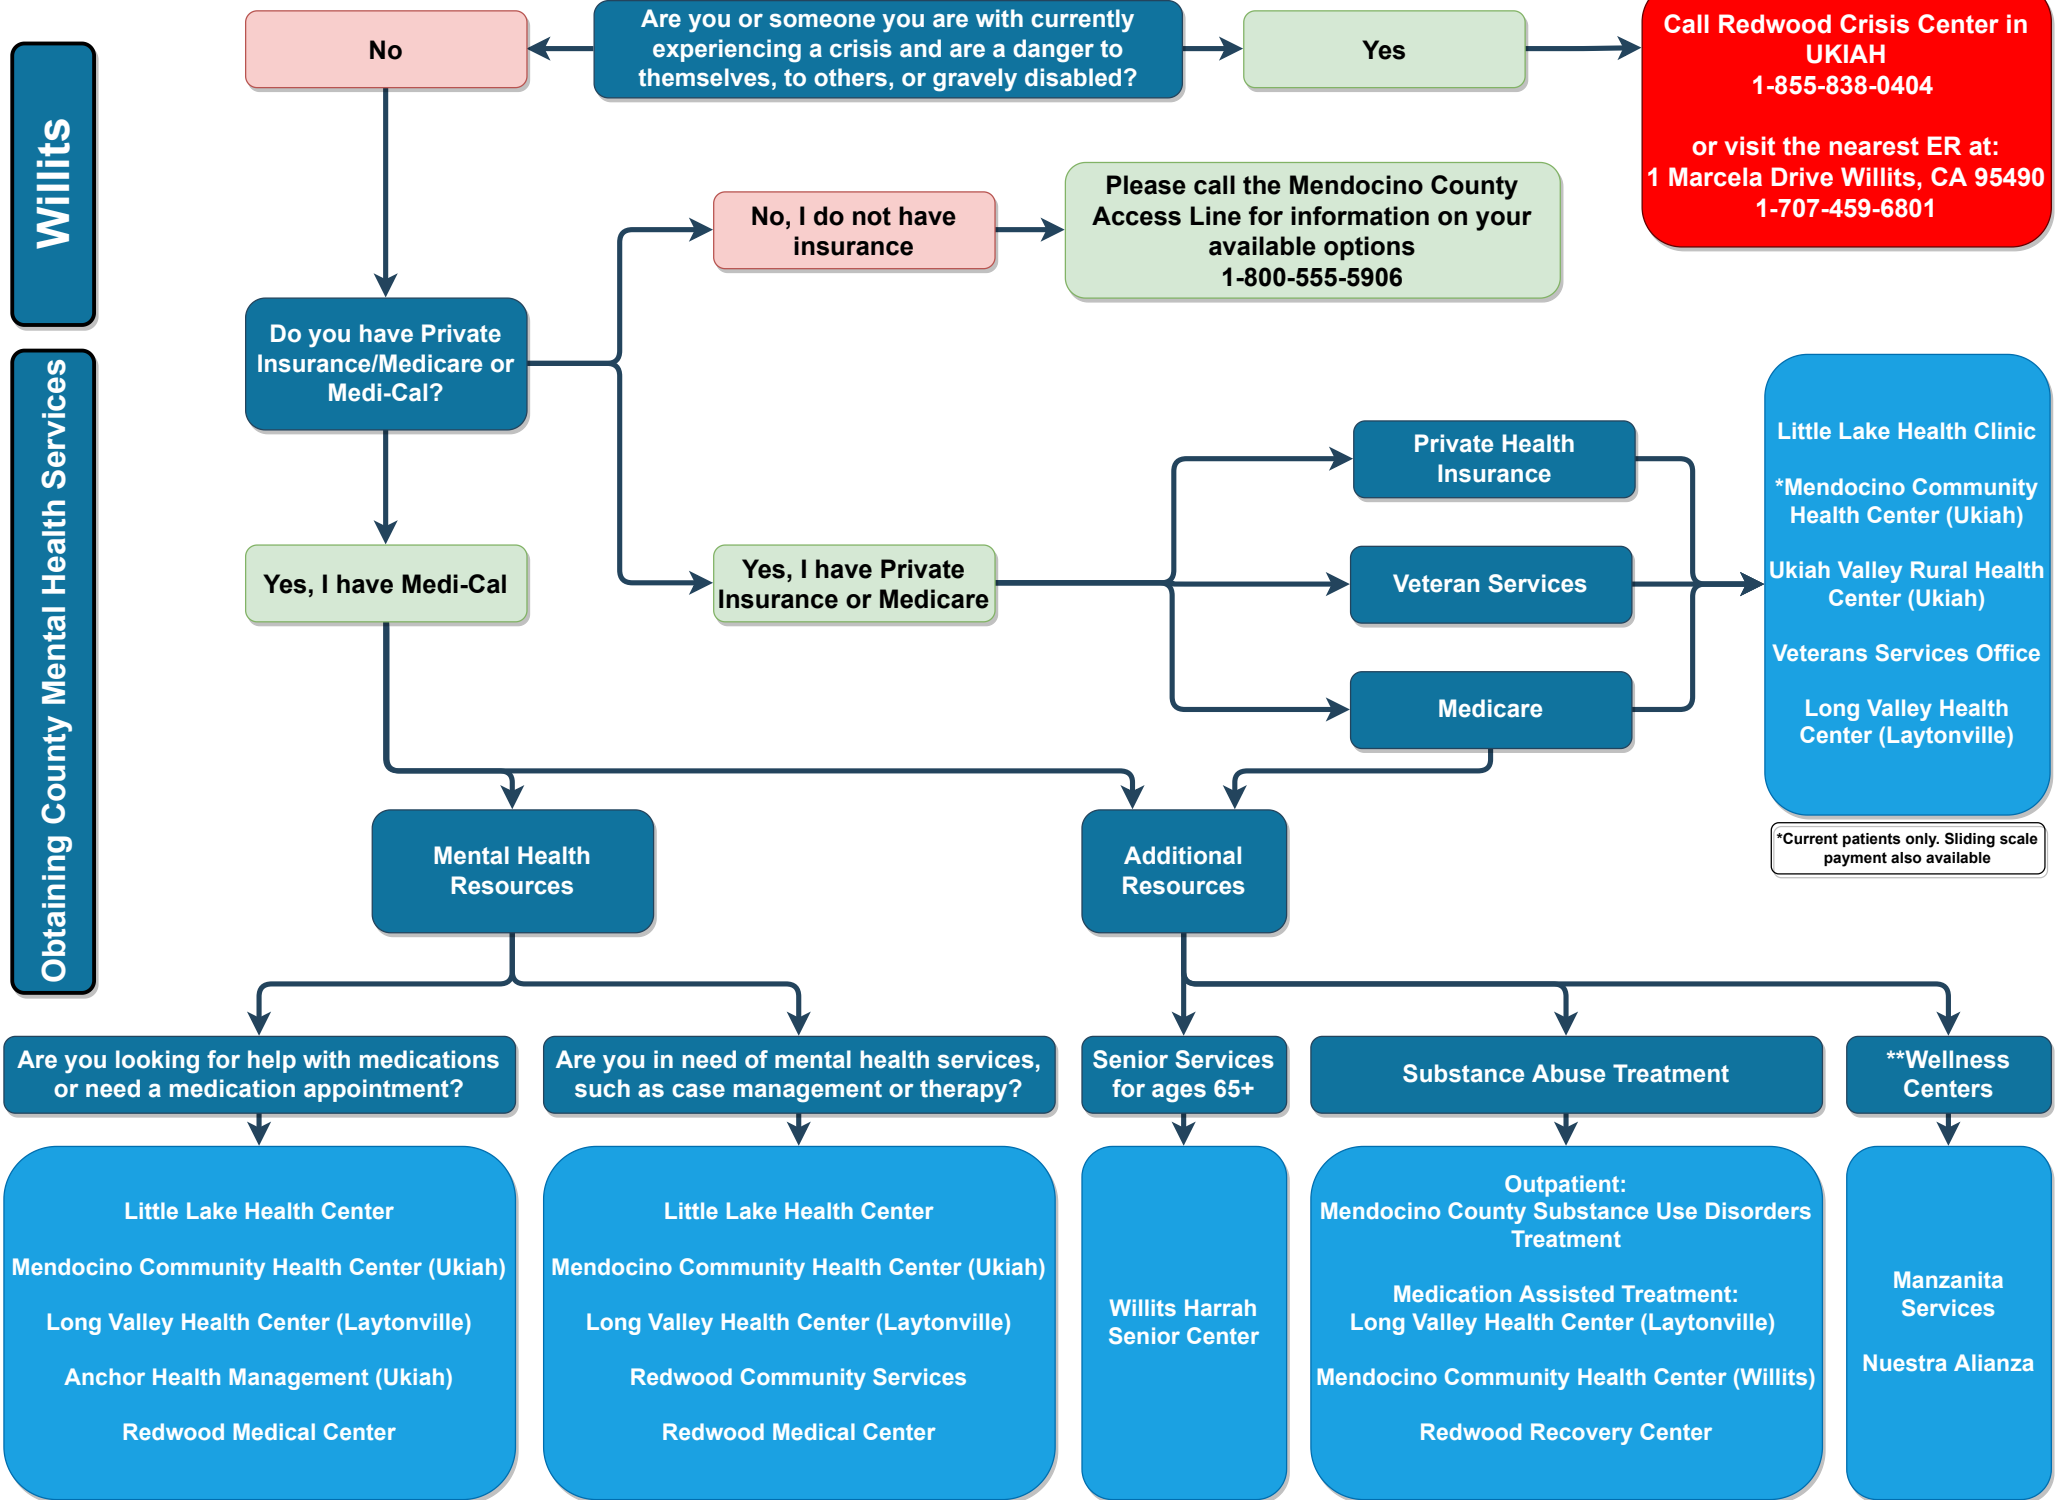 Willits
Obtaining County Mental Health Services
No
Are you or someone you are with currently
experiencing a crisis and are a danger to
themselves, to others, or gravely disabled?
Yes
Call Redwood Crisis Center in
UKIAH
1-855-838-0404
or visit the nearest ER at:
1 Marcela Drive Willits, CA 95490
1-707-459-6801
No, I do not have
insurance
Please call the Mendocino County
Access Line for information on your
available options
1-800-555-5906
Do you have Private
Insurance/Medicare or
Medi-Cal?
Yes, I have Medi-Cal
Yes, I have Private
Insurance or Medicare
Private Health
Insurance
Veteran Services
Medicare
Little Lake Health Clinic
*Mendocino Community
Health Center (Ukiah)
Ukiah Valley Rural Health
Center (Ukiah)
Veterans Services Office
Long Valley Health
Center (Laytonville)
*Current patients only. Sliding scale
payment also available
Mental Health
Resources
Additional
Resources
Are you looking for help with medications
or need a medication appointment?
Are you in need of mental health services,
such as case management or therapy?
Senior Services
for ages 65+
Substance Abuse Treatment
**Wellness
Centers
Little Lake Health Center
Mendocino Community Health Center (Ukiah)
Long Valley Health Center (Laytonville)
Anchor Health Management (Ukiah)
Redwood Medical Center
Little Lake Health Center
Mendocino Community Health Center (Ukiah)
Long Valley Health Center (Laytonville)
Redwood Community Services
Redwood Medical Center
Willits Harrah
Senior Center
Outpatient:
Mendocino County Substance Use Disorders
Treatment
Medication Assisted Treatment:
Long Valley Health Center (Laytonville)
Mendocino Community Health Center (Willits)
Redwood Recovery Center
Manzanita
Services
Nuestra Alianza